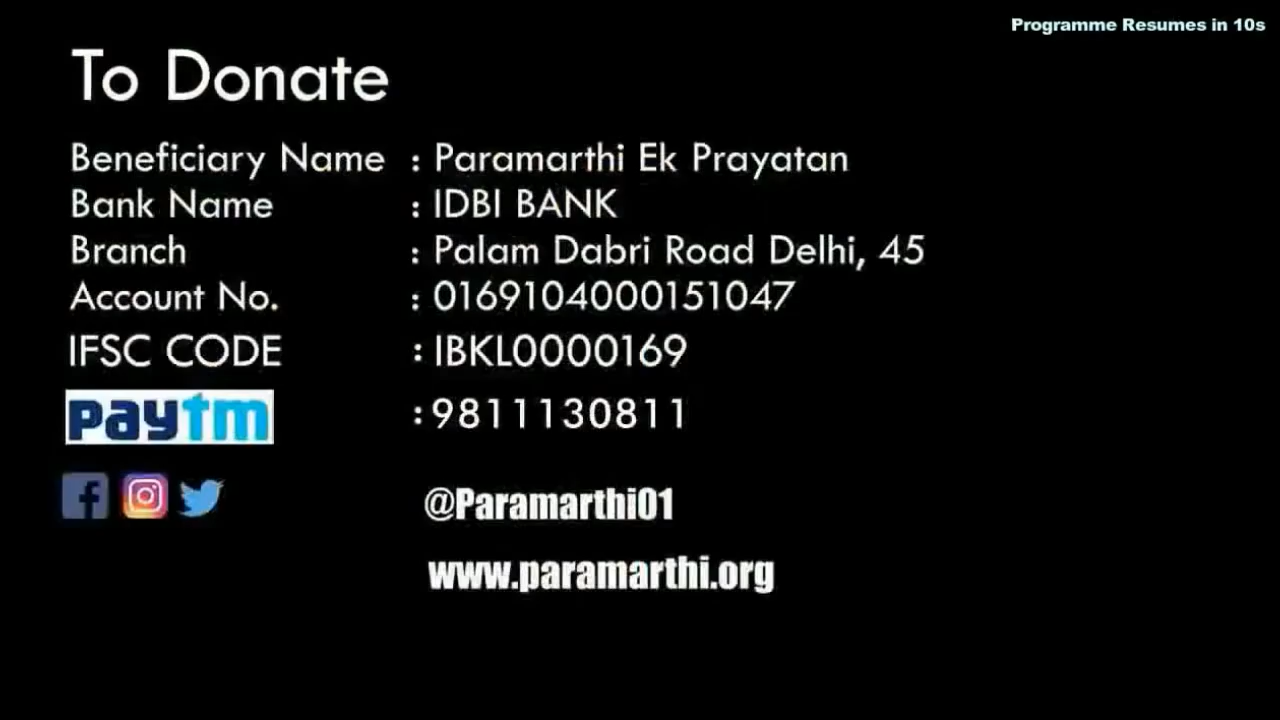 Programme Resumes in 10s
To Donate
Beneficiary Name : Paramarthi Ek Prayatan
Bank Name : IDBI BANK
Branch : Palam Dabri Road Delhi, 45
Account No. : 0169104000151047
IFSC CODE : IBKL0000169
paytm : 9811130811
@Paramarthi01
www.paramarthi.org